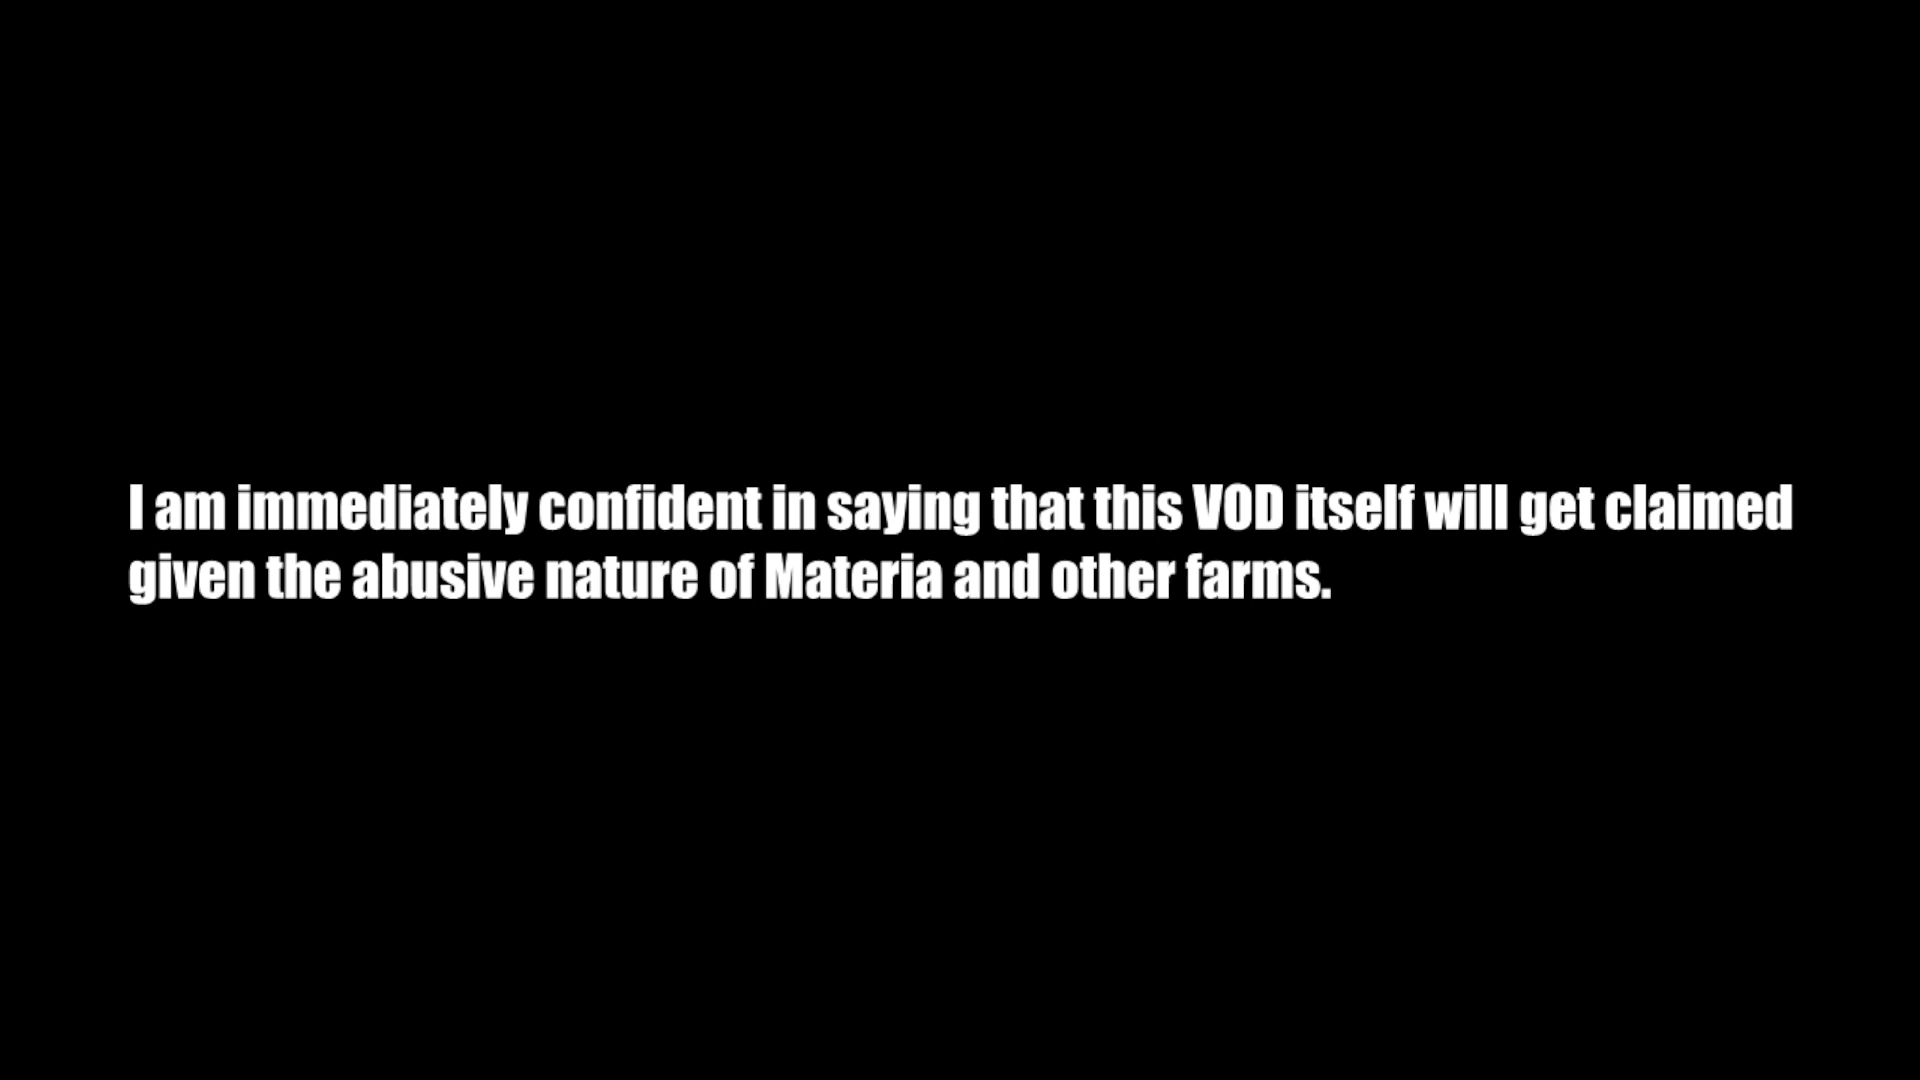 I am immediately confident in saying that this VOD itself will get claimed
given the abusive nature of Materia and other farms.